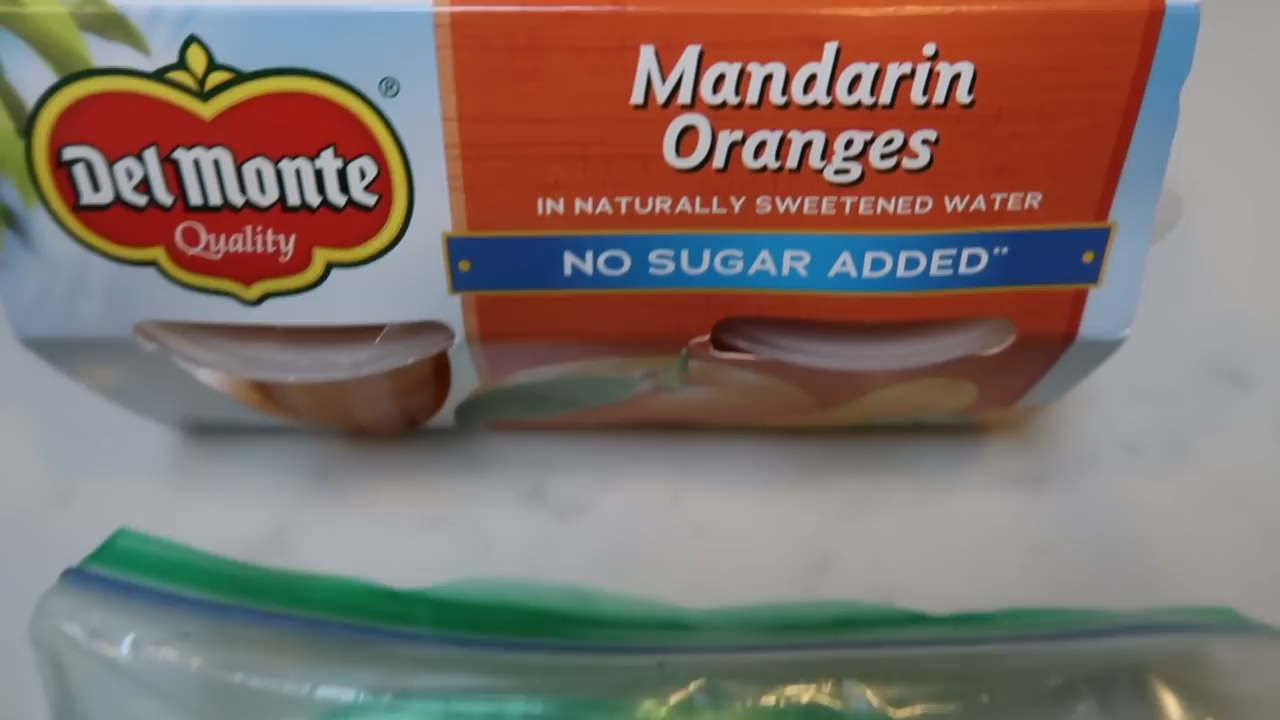 Del Monte
®
Quality
Mandarin
Oranges
IN NATURALLY SWEETENED WATER
NO SUGAR ADDED**